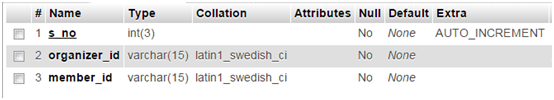 # Name Type Collation Attributes Null Default Extra
1 s_no int(3) No None AUTO_INCREMENT
2 organizer_id varchar(15) latin1_swedish_ci No None
3 member_id varchar(15) latin1_swedish_ci No None